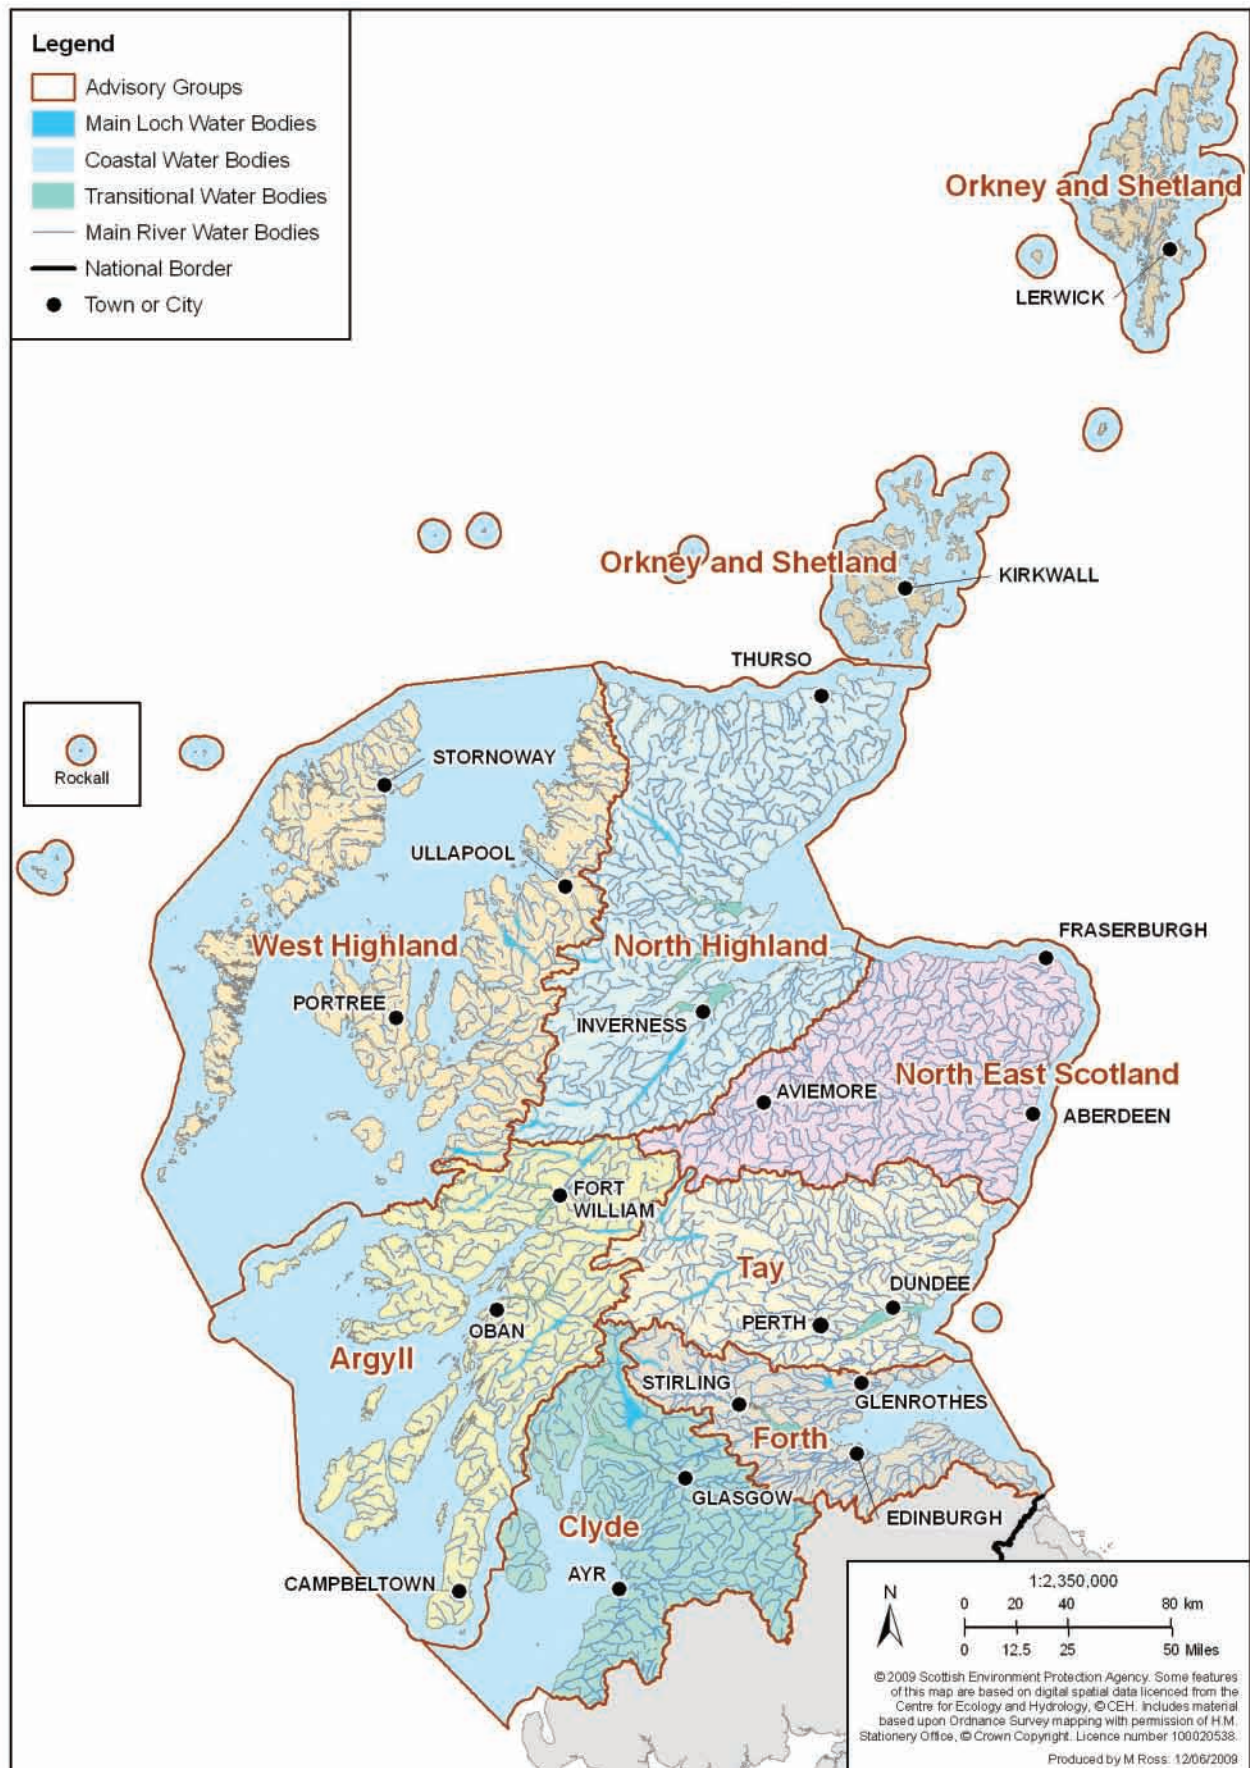 Legend
Advisory Groups
Main Loch Water Bodies
Coastal Water Bodies
Transitional Water Bodies
Main River Water Bodies
National Border
Town or City
Orkney and Shetland
LERWICK
Orkney and Shetland
KIRKWALL
THURSO
Rockall
STORNOWAY
ULLAPOOL
West Highland
North Highland
FRASERBURGH
PORTREE
INVERNESS
North East Scotland
AVIEMORE
ABERDEEN
FORT
WILLIAM
Tay
DUNDEE
PERTH
OBAN
Argyll
STIRLING
GLENROTHES
Forth
GLASGOW
EDINBURGH
Clyde
AYR
CAMPBELTOWN
N
1:2,350,000
0 20 40 80 km
0 12.5 25 50 Miles
© 2009 Scottish Environment Protection Agency. Some features
of this map are based on digital spatial data licenced from the
Centre for Ecology and Hydrology, © CEH. Includes material
based upon Ordnance Survey mapping with permission of H.M.
Stationery Office, © Crown Copyright. Licence number 100020538.
Produced by M Ross: 12/06/2009